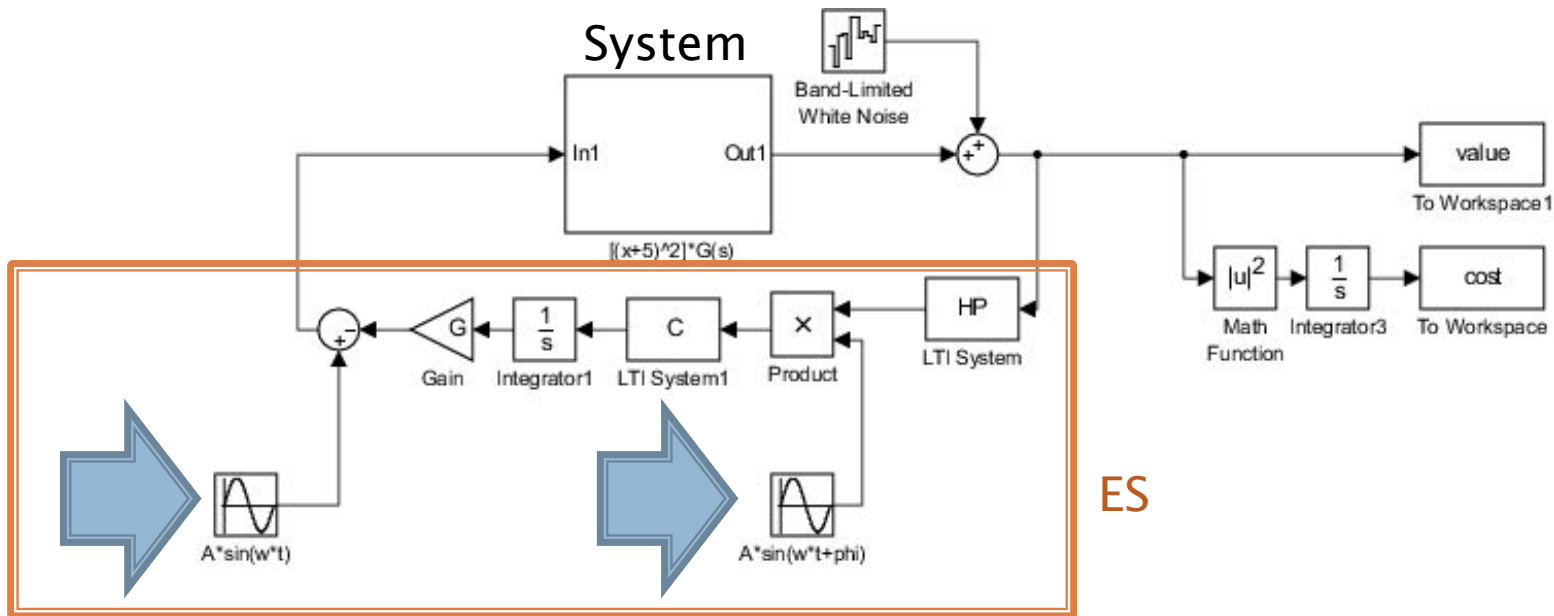 System
Band-Limited
White Noise
In1
Out1
++
value
To Workspace1
[(x+5)^2]*G(s)
|u|^2
Math
Function
1
s
Integrator3
cost
To Workspace
− +
G
Gain
1
s
Integrator1
C
LTI System1
×
Product
HP
LTI System
A*sin(w*t)
A*sin(w*t+phi)
ES